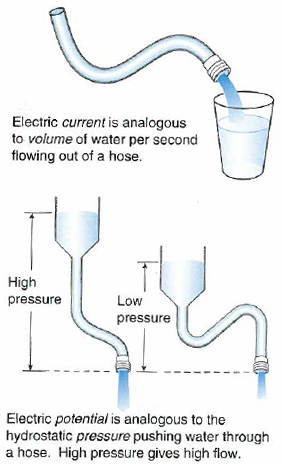 Electric current is analogous
to volume of water per second
flowing out of a hose.
High
pressure
Low
pressure
Electric potential is analogous to the
hydrostatic pressure pushing water through
a hose.  High pressure gives high flow.